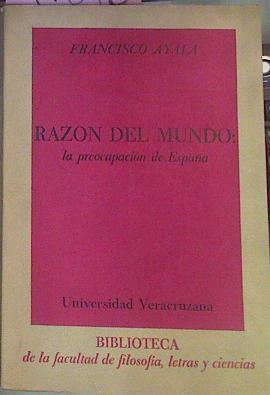 FRANCISCO AYALA
RAZON DEL MUNDO:
la preocupación de España
Universidad Veracruzana
BIBLIOTECA
de la facultad de filosofía, letras y ciencias